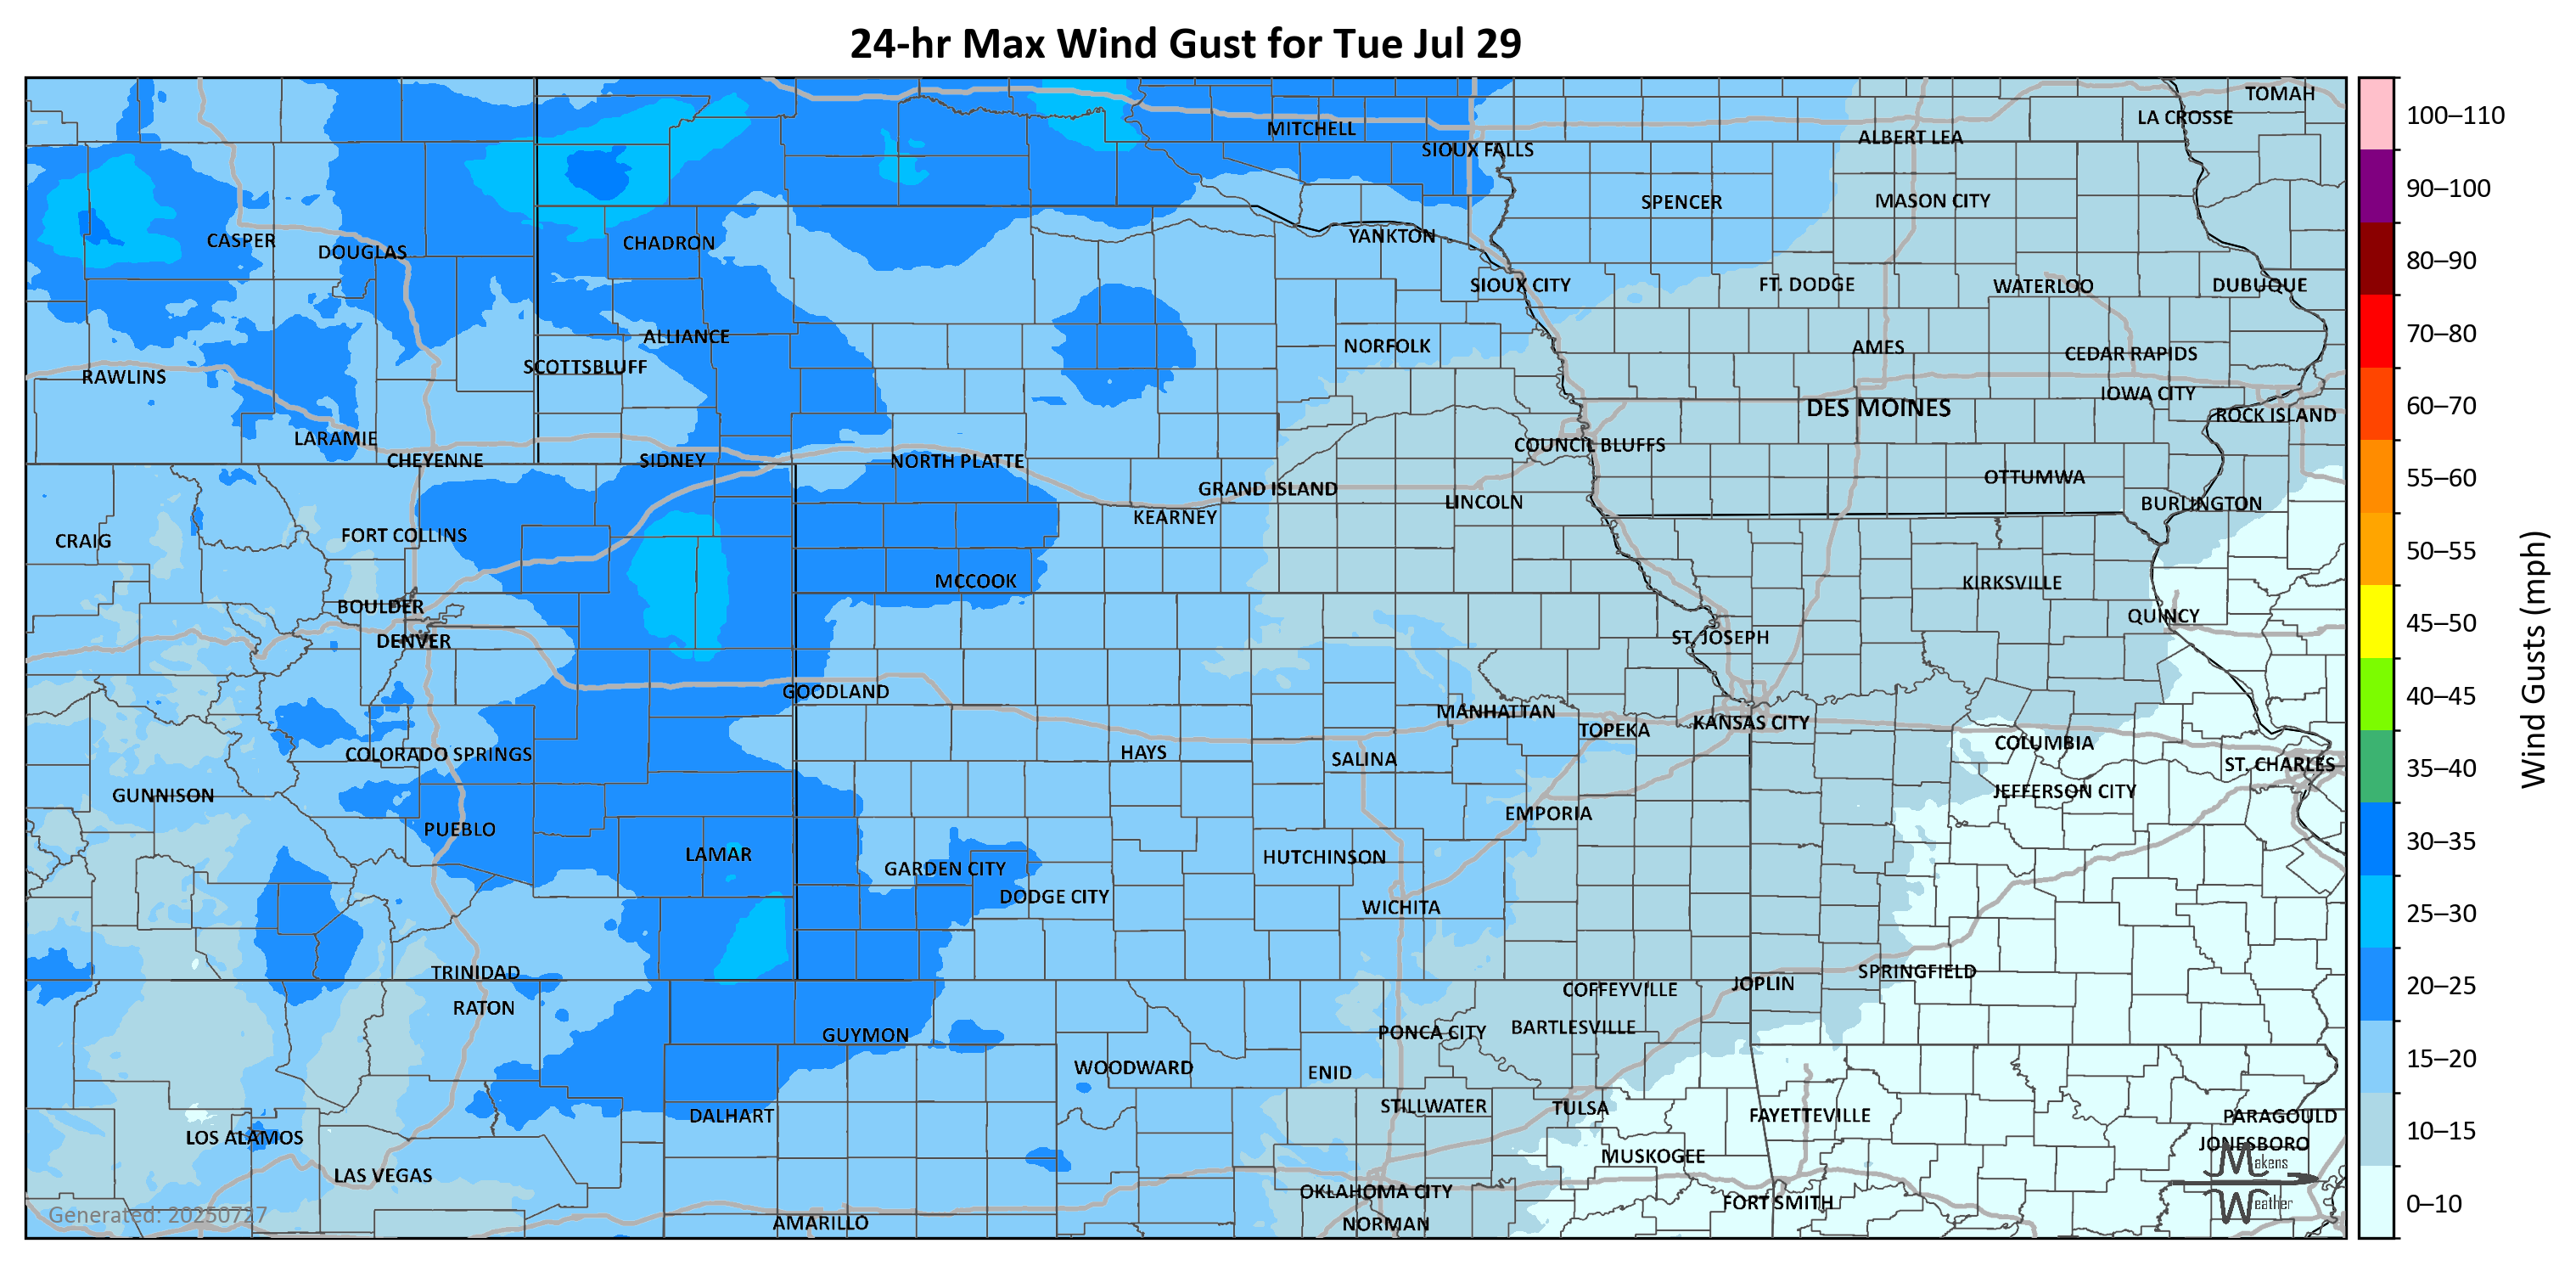 24-hr Max Wind Gust for Tue Jul 29
TOMAH
LA CROSSE
MITCHELL
ALBERT LEA
SIOUX FALLS
SPENCER
MASON CITY
CASPER
DOUGLAS
CHADRON
YANKTON
SIOUX CITY
FT. DODGE
WATERLOO
DUBUQUE
ALLIANCE
NORFOLK
AMES
CEDAR RAPIDS
SCOTTSBLUFF
RAWLINS
IOWA CITY
DES MOINES
ROCK ISLAND
LARAMIE
COUNCIL BLUFFS
CHEYENNE
SIDNEY
NORTH PLATTE
OTTUMWA
GRAND ISLAND
LINCOLN
BURLINGTON
KEARNEY
CRAIG
FORT COLLINS
MCCOOK
KIRKSVILLE
BOULDER
QUINCY
DENVER
ST. JOSEPH
GOODLAND
MANHATTAN
TOPEKA
KANSAS CITY
COLUMBIA
COLORADO SPRINGS
HAYS
SALINA
ST. CHARLES
GUNNISON
JEFFERSON CITY
EMPORIA
PUEBLO
LAMAR
HUTCHINSON
GARDEN CITY
DODGE CITY
WICHITA
TRINIDAD
SPRINGFIELD
JOPLIN
COFFEYVILLE
RATON
GUYMON
PONCA CITY
BARTLESVILLE
WOODWARD
ENID
STILLWATER
TULSA
DALHART
FAYETTEVILLE
PARAGOULD
LOS ALAMOS
JONESBORO
MUSKOGEE
LAS VEGAS
OKLAHOMA CITY
FORT SMITH
AMARILLO
NORMAN
Makens
Weather
Generated: 20250727
100–110
90–100
80–90
70–80
60–70
55–60
50–55
45–50
40–45
35–40
30–35
25–30
20–25
15–20
10–15
0–10
Wind Gusts (mph)